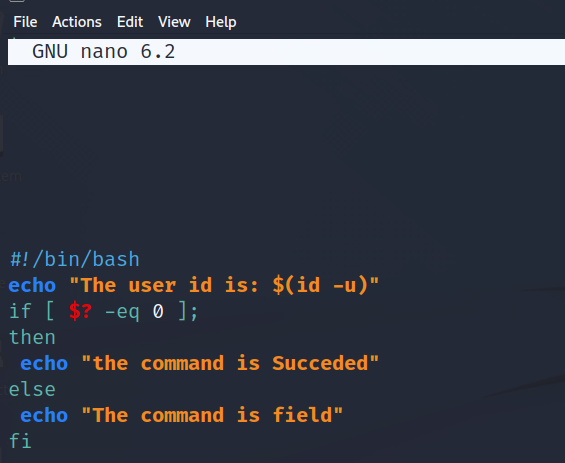 File Actions Edit View Help
GNU nano 6.2
#!/bin/bash
echo "The user id is: $(id -u)"
if [ $? -eq 0 ];
then
echo "the command is Succeded"
else
echo "The command is field"
fi